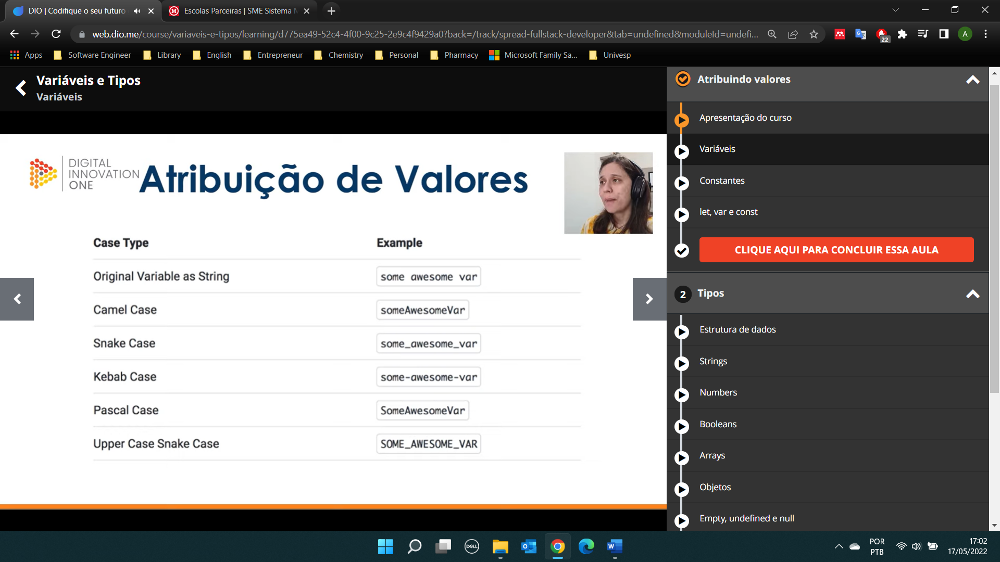 DIO | Codifique o seu futuro
Escolas Parceiras | SME Sistema M
web.dio.me/course/variaveis-e-tipos/learning/d775ea49-52c4-4f00-9c25-2e9c4f9429a0?back=/track/spread-fullstack-developer&tab=undefined&moduleId=undefi...
22
A
Apps
Software Engineer
Library
English
Entrepreneur
Chemistry
Personal
Pharmacy
Microsoft Family Sa...
Univesp
Variáveis e Tipos
Variáveis
DIGITAL
INNOVATION
ONE
Atribuição de Valores
Case Type Example
Original Variable as String some awesome var
Camel Case someAwesomeVar
Snake Case some_awesome_var
Kebab Case some-awesome-var
Pascal Case SomeAwesomeVar
Upper Case Snake Case SOME_AWESOME_VAR
Atribuindo valores
Apresentação do curso
Variáveis
Constantes
let, var e const
CLIQUE AQUI PARA CONCLUIR ESSA AULA
2 Tipos
Estrutura de dados
Strings
Numbers
Booleans
Arrays
Objetos
Empty, undefined e null
DELL
POR
PTB
17:02
17/05/2022